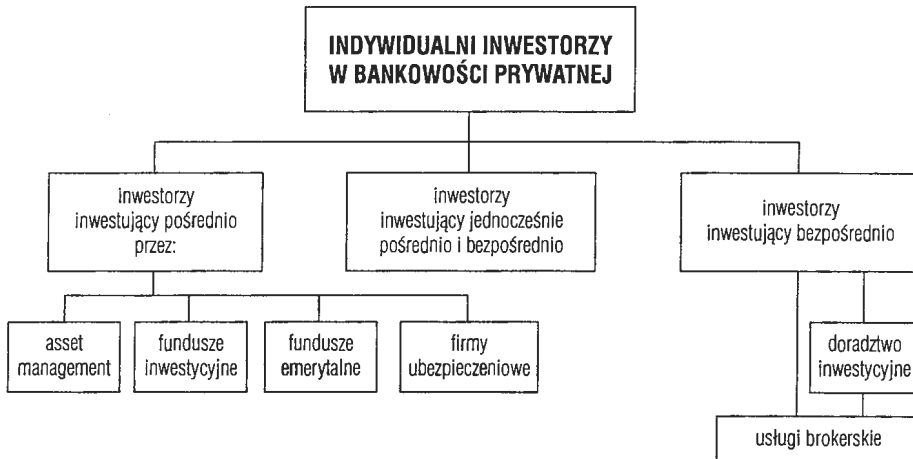 INDYWIDUALNI INWESTORZY
W BANKOWOŚCI PRYWATNEJ
inwestorzy
inwestujący pośrednio
przez:
inwestorzy
inwestujący jednocześnie
pośrednio i bezpośrednio
inwestorzy
inwestujący bezpośrednio
asset
management
fundusze
inwestycyjne
fundusze
emerytalne
firmy
ubezpieczeniowe
doradztwo
inwestycyjne
usługi brokerskie